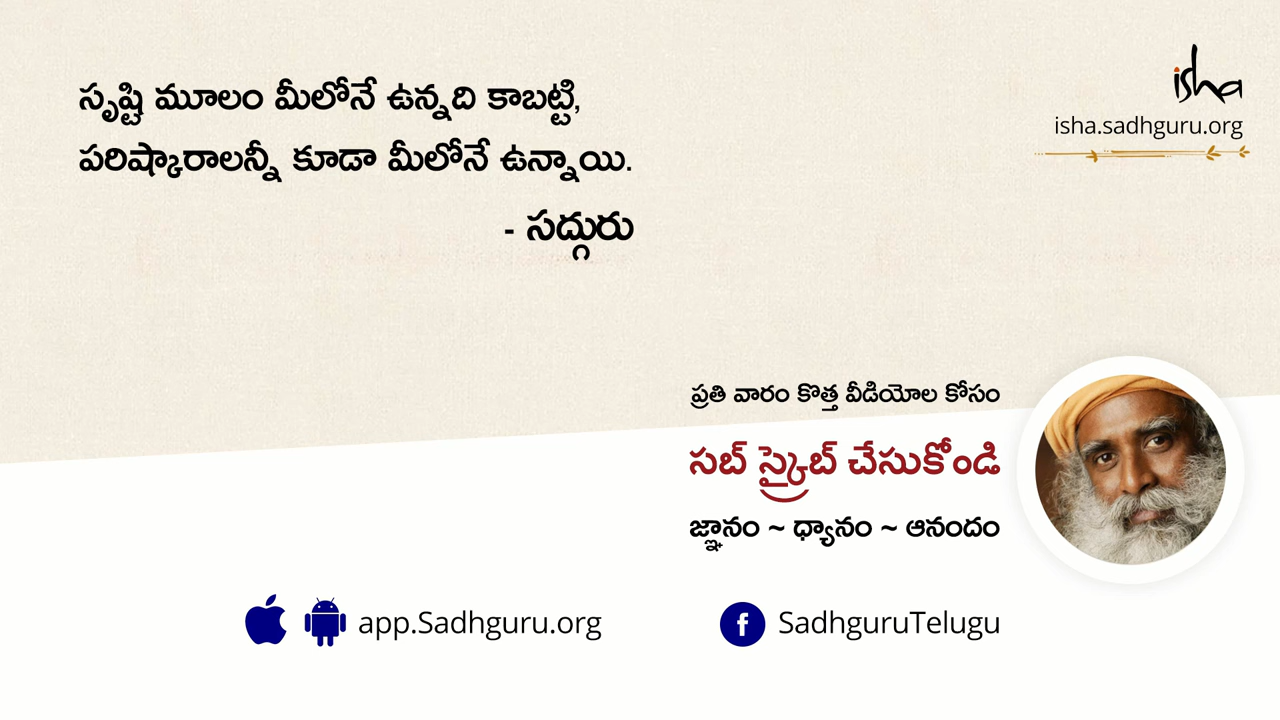 సృష్టి మూలం మీలోనే ఉన్నది కాబట్టి,
పరిష్కారాలన్నీ కూడా మీలోనే ఉన్నాయి.
- సద్గురు
isha
isha.sadhguru.org
ప్రతి వారం కొత్త వీడియోల కోసం
సబ్ స్క్రైబ్ చేసుకోండి
జ్ఞానం ~ ధ్యానం ~ ఆనందం
app.Sadhguru.org
f SadhguruTelugu